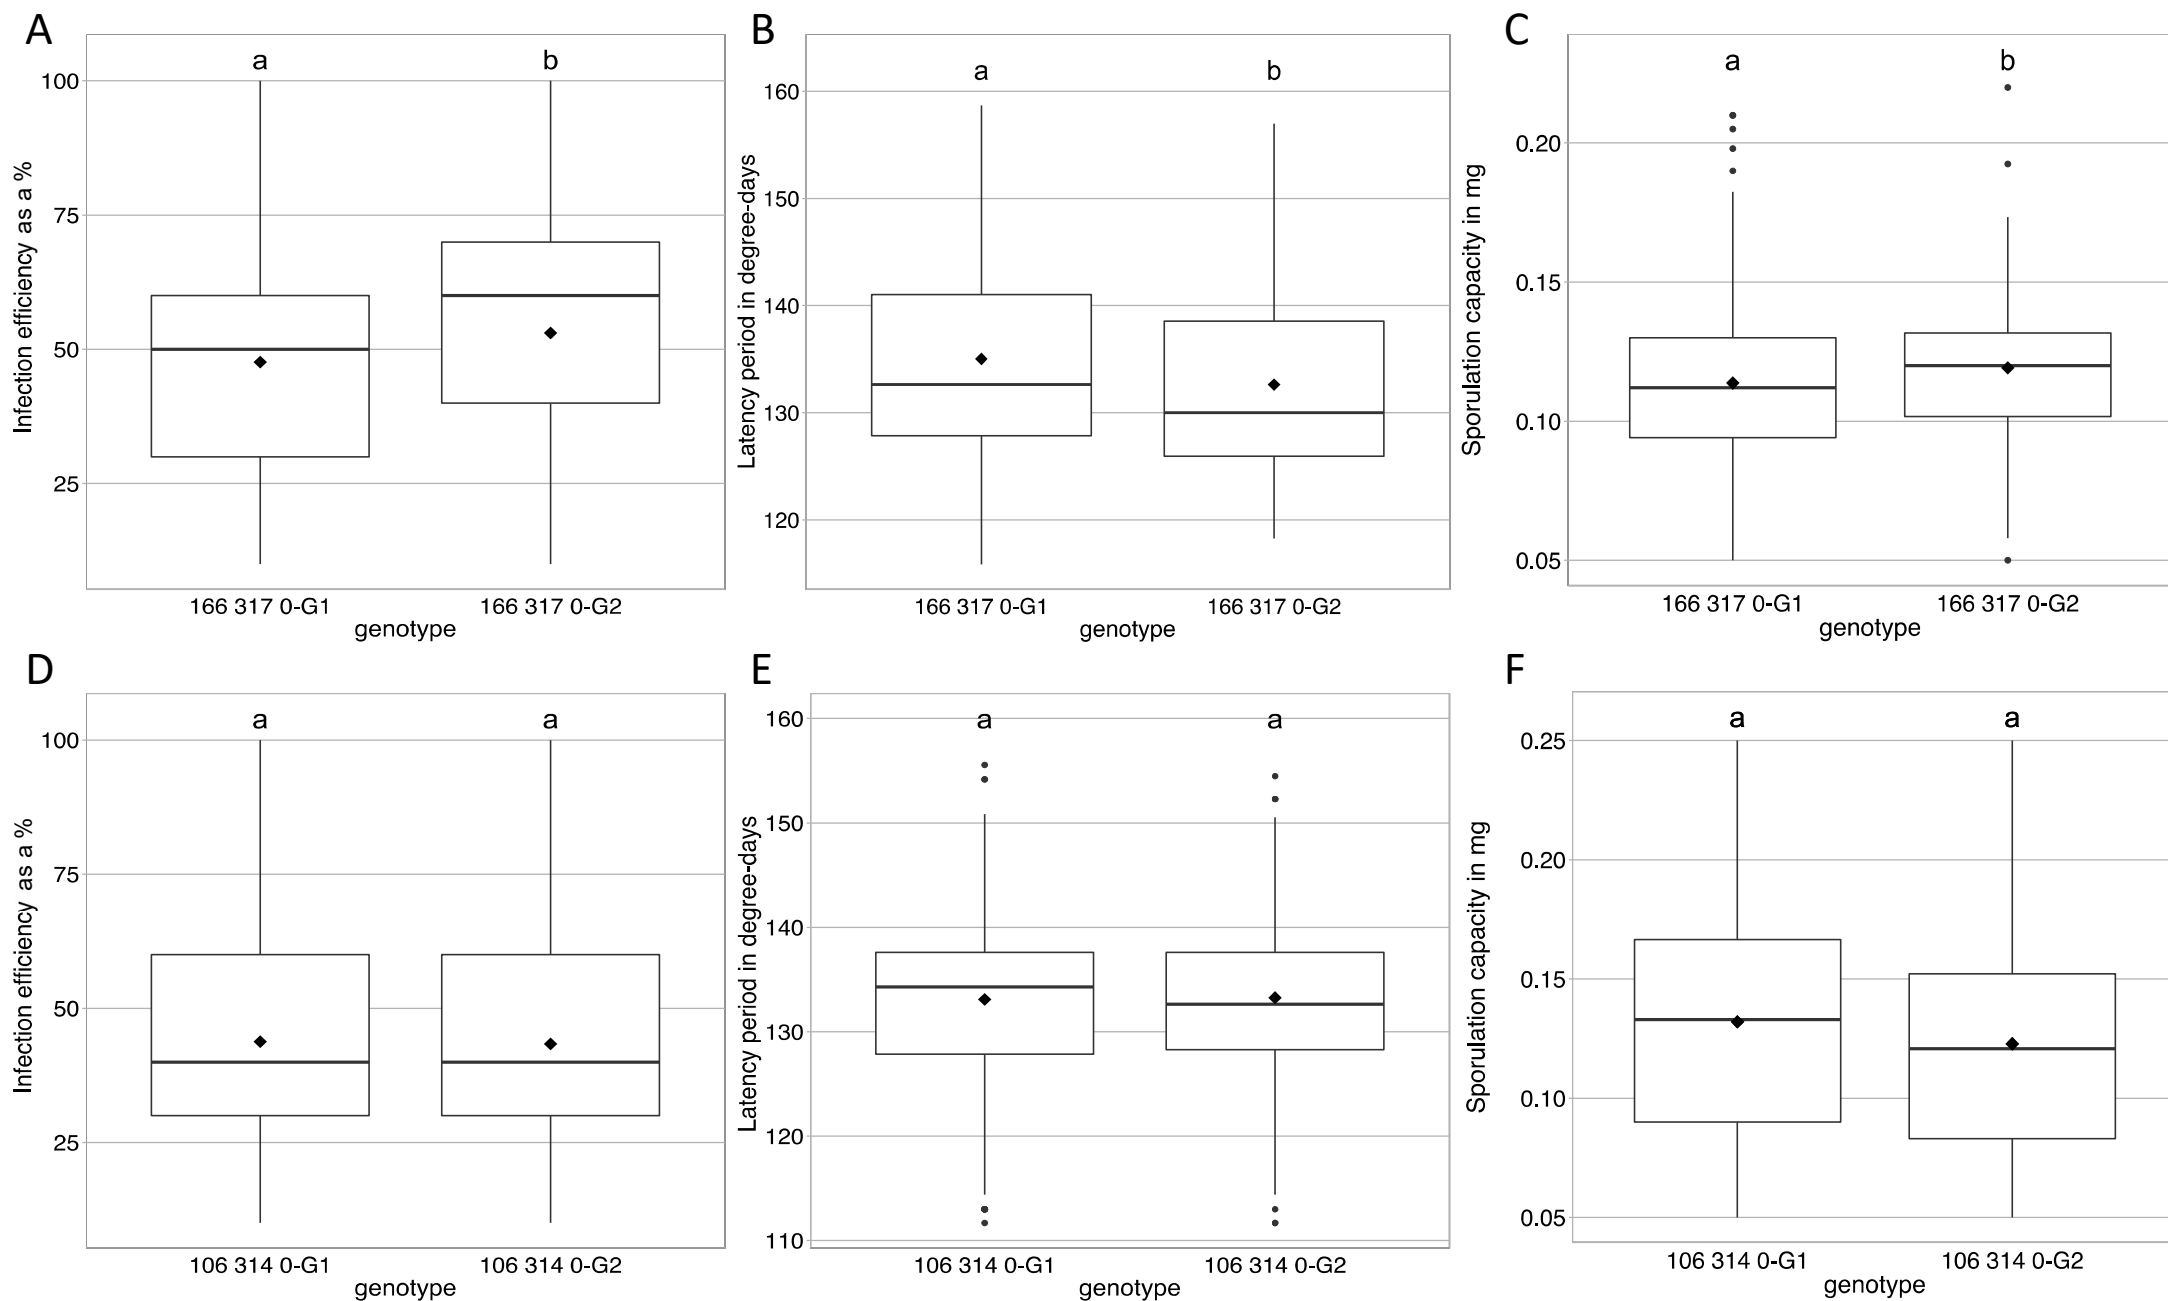 A
Infection efficiency as a %
a
b
100
75
50
25
166 317 0-G1
166 317 0-G2
genotype
B
Latency period in degree-days
a
b
160
150
140
130
120
166 317 0-G1
166 317 0-G2
genotype
C
Sporulation capacity in mg
a
b
0.20
0.15
0.10
0.05
166 317 0-G1
166 317 0-G2
genotype
D
Infection efficiency as a %
a
a
100
75
50
25
106 314 0-G1
106 314 0-G2
genotype
E
Latency period in degree-days
a
a
160
150
140
130
120
110
106 314 0-G1
106 314 0-G2
genotype
F
Sporulation capacity in mg
a
a
0.25
0.20
0.15
0.10
0.05
106 314 0-G1
106 314 0-G2
genotype